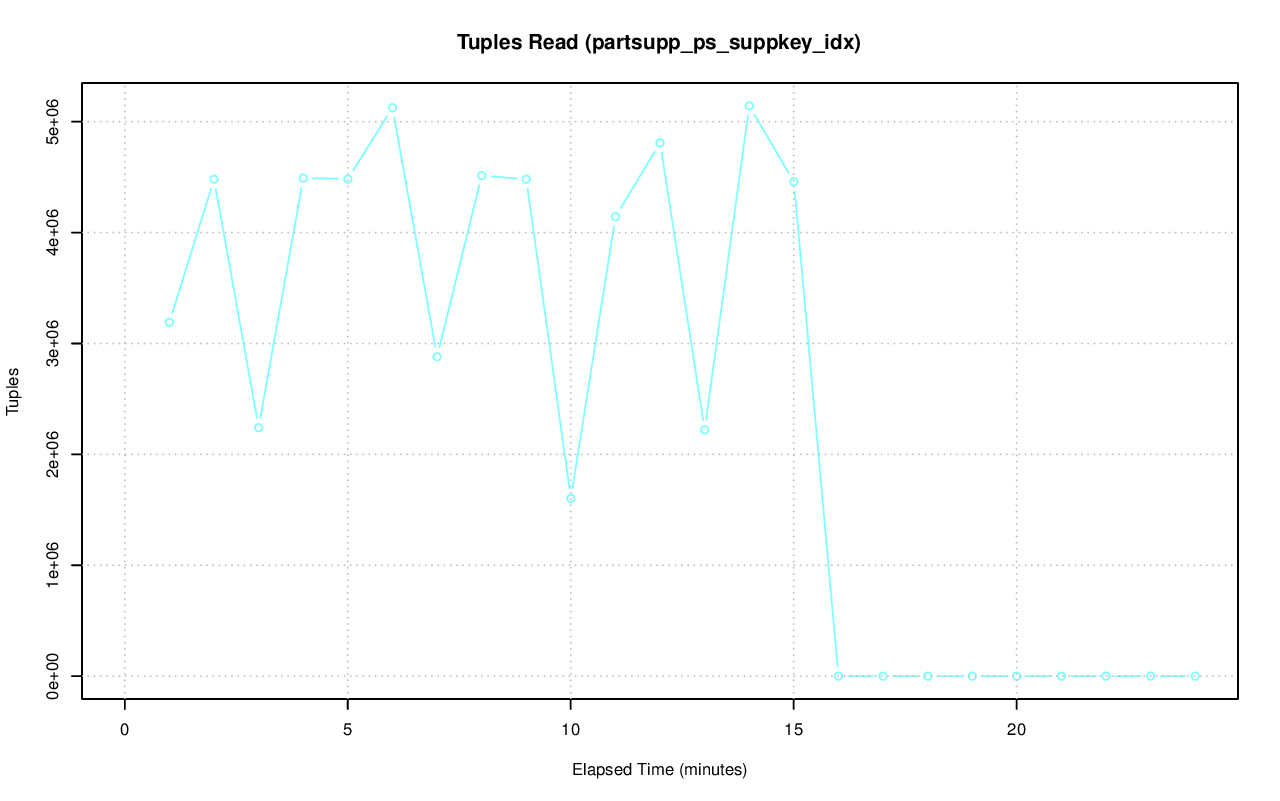 Tuples Read (partsupp_ps_suppkey_idx)
5e+06
4e+06
3e+06
2e+06
1e+06
0e+00
Tuples
0 5 10 15 20
Elapsed Time (minutes)